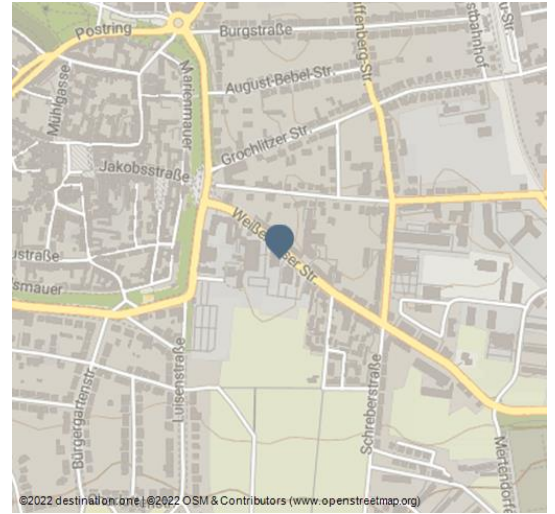 Postring
Burgstraße
Mühlgasse
Marienmauer
August-Bebel-Str.
Grochlitzer Str.
Jakobsstraße
Str.
Luisenstraße
Bürgergartenstr.
Schreberstraße
©2022 destination.one | ©2022 OSM & Contributors (www.openstreetmap.org)